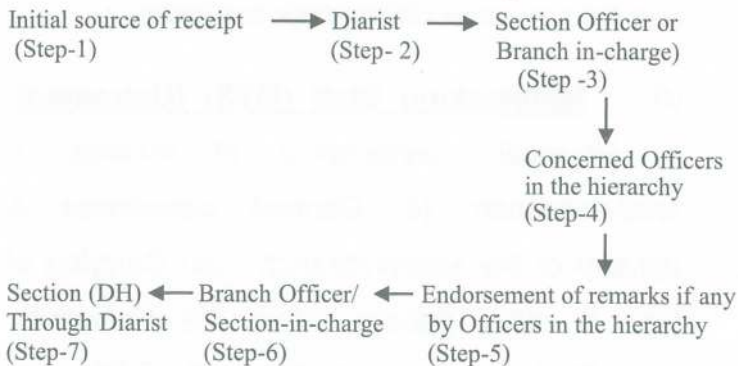 Initial source of receipt → Diarist → Section Officer or
(Step-1) (Step- 2) Branch in-charge)
(Step -3)
Concerned Officers
in the hierarchy
(Step-4)
Section (DH) ← Branch Officer/ ← Endorsement of remarks if any
Through Diarist Section-in-charge by Officers in the hierarchy
(Step-7) (Step-6) (Step-5)